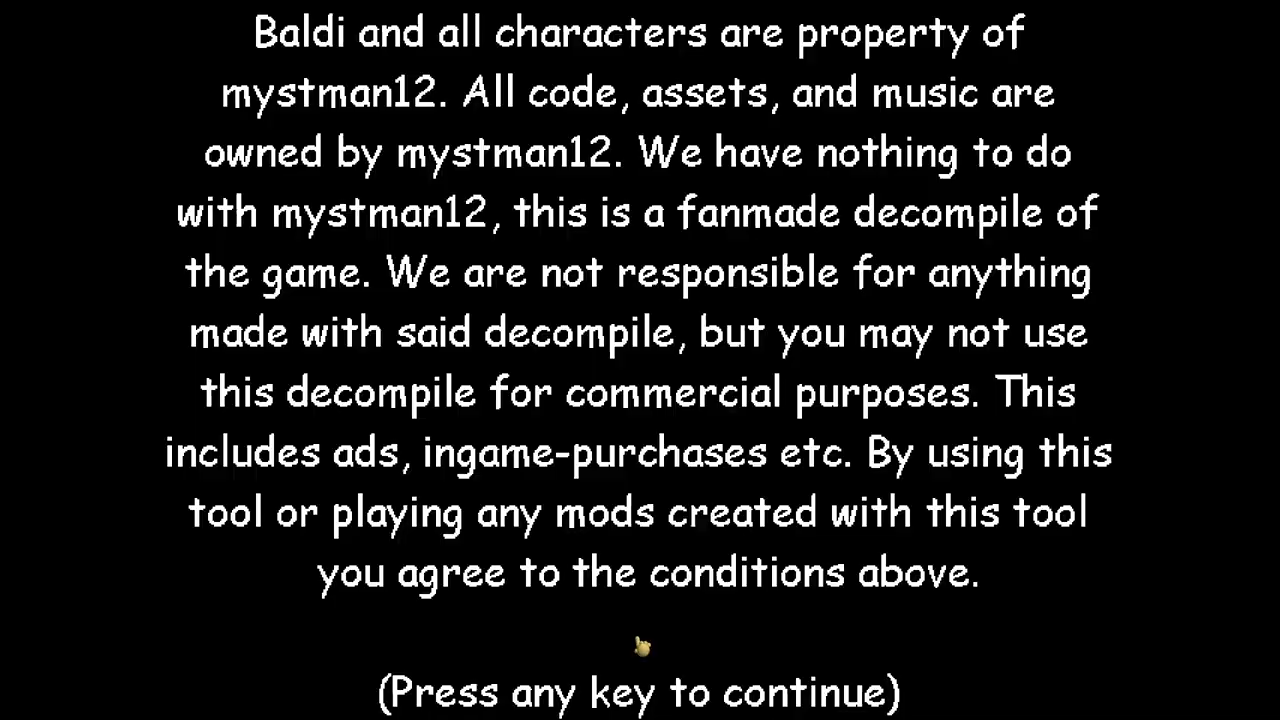 Baldi and all characters are property of
mystman12. All code, assets, and music are
owned by mystman12. We have nothing to do
with mystman12, this is a fanmade decompile of
the game. We are not responsible for anything
made with said decompile, but you may not use
this decompile for commercial purposes. This
includes ads, ingame-purchases etc. By using this
tool or playing any mods created with this tool
you agree to the conditions above.
(Press any key to continue)